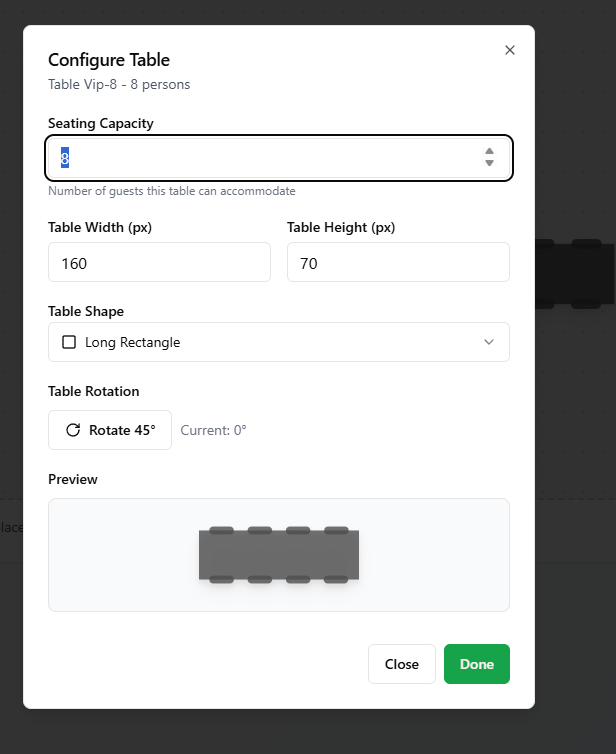 Configure Table
Table Vip-8 - 8 persons
Seating Capacity
8
Number of guests this table can accommodate
Table Width (px)
Table Height (px)
160
70
Table Shape
Long Rectangle
Table Rotation
Rotate 45°
Current: 0°
Preview
Close
Done